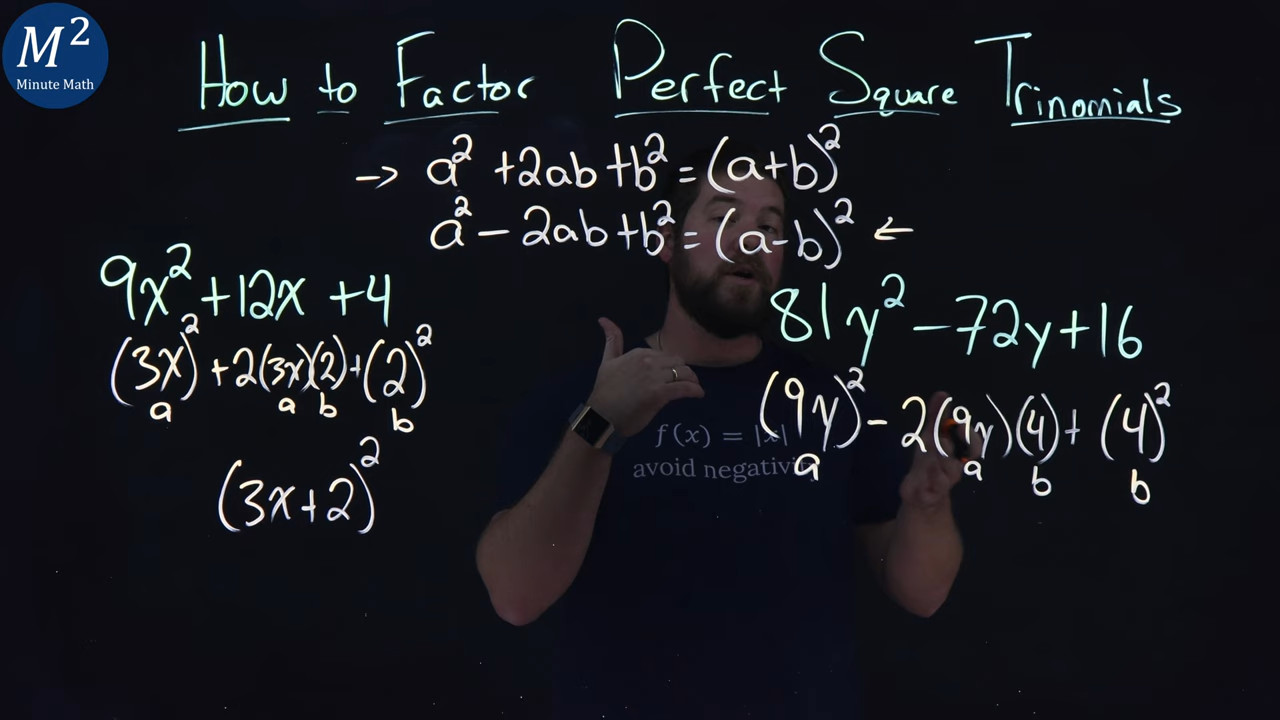 M²
Minute Math
How to Factor Perfect Square Trinomials
→ a² + 2ab + b² = (a+b)²
a² - 2ab + b² = (a-b)² ←
9x² + 12x + 4
(3x)² + 2(3x)(2) + (2)²
a a b b
(3x+2)²
81y² - 72y + 16
(9y)² - 2(9y)(4) + (4)²
a a b b
f(x) = |x|
avoid